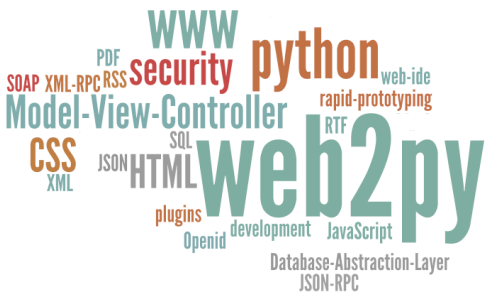 WWW
python
PDF
security
web-ide
SOAP
XML-RPC
RSS
rapid-prototyping
Model-View-Controller
RTF
SQL
web2py
CSS
JSON
HTML
XML
plugins
Openid
development
JavaScript
Database-Abstraction-Layer
JSON-RPC